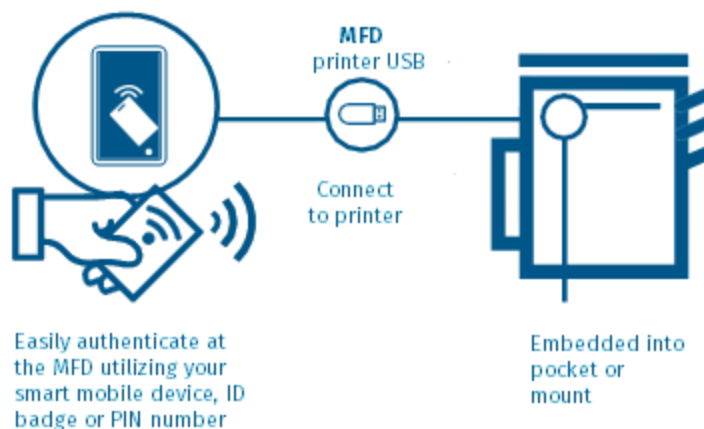 MFD
printer USB
Connect
to printer
Easily authenticate at
the MFD utilizing your
smart mobile device, ID
badge or PIN number
Embedded into
pocket or
mount